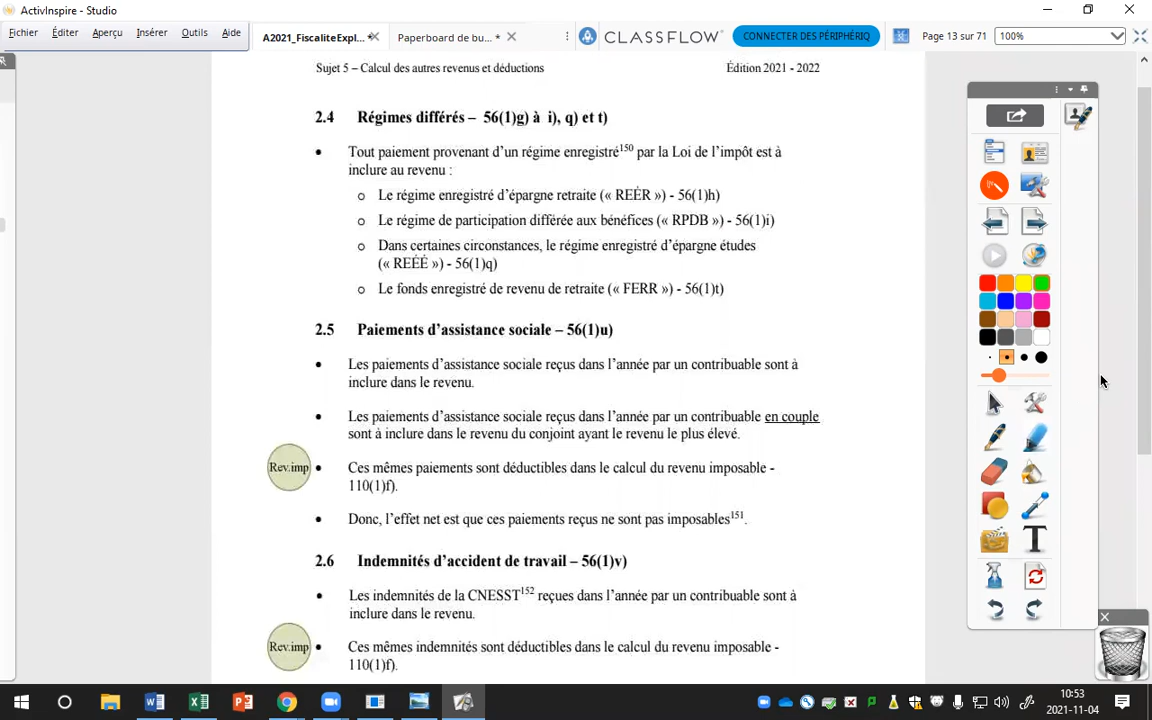 ActivInspire - Studio
Fichier Éditer Aperçu Insérer Outils Aide
A2021_FiscaliteExpl... * Paperboard de bu... *
CLASSFLOW
CONNECTER DES PÉRIPHÉRIQ
Page 13 sur 71
100%
Sujet 5 – Calcul des autres revenus et déductions Édition 2021 - 2022
2.4 Régimes différés – 56(1)g) à i), q) et t)
• Tout paiement provenant d'un régime enregistré150 par la Loi de l'impôt est à
inclure au revenu :
o Le régime enregistré d'épargne retraite (« REÉR ») - 56(1)h)
o Le régime de participation différée aux bénéfices (« RPDB ») - 56(1)i)
o Dans certaines circonstances, le régime enregistré d'épargne études
(« REÉÉ ») - 56(1)q)
o Le fonds enregistré de revenu de retraite (« FERR ») - 56(1)t)
2.5 Paiements d'assistance sociale – 56(1)u)
• Les paiements d'assistance sociale reçus dans l'année par un contribuable sont à
inclure dans le revenu.
• Les paiements d'assistance sociale reçus dans l'année par un contribuable en couple
sont à inclure dans le revenu du conjoint ayant le revenu le plus élevé.
Rev.imp • Ces mêmes paiements sont déductibles dans le calcul du revenu imposable -
110(1)f).
• Donc, l'effet net est que ces paiements reçus ne sont pas imposables151.
2.6 Indemnités d'accident de travail – 56(1)v)
• Les indemnités de la CNESST152 reçues dans l'année par un contribuable sont à
inclure dans le revenu.
Rev.imp • Ces mêmes indemnités sont déductibles dans le calcul du revenu imposable -
110(1)f).
10:53
2021-11-04